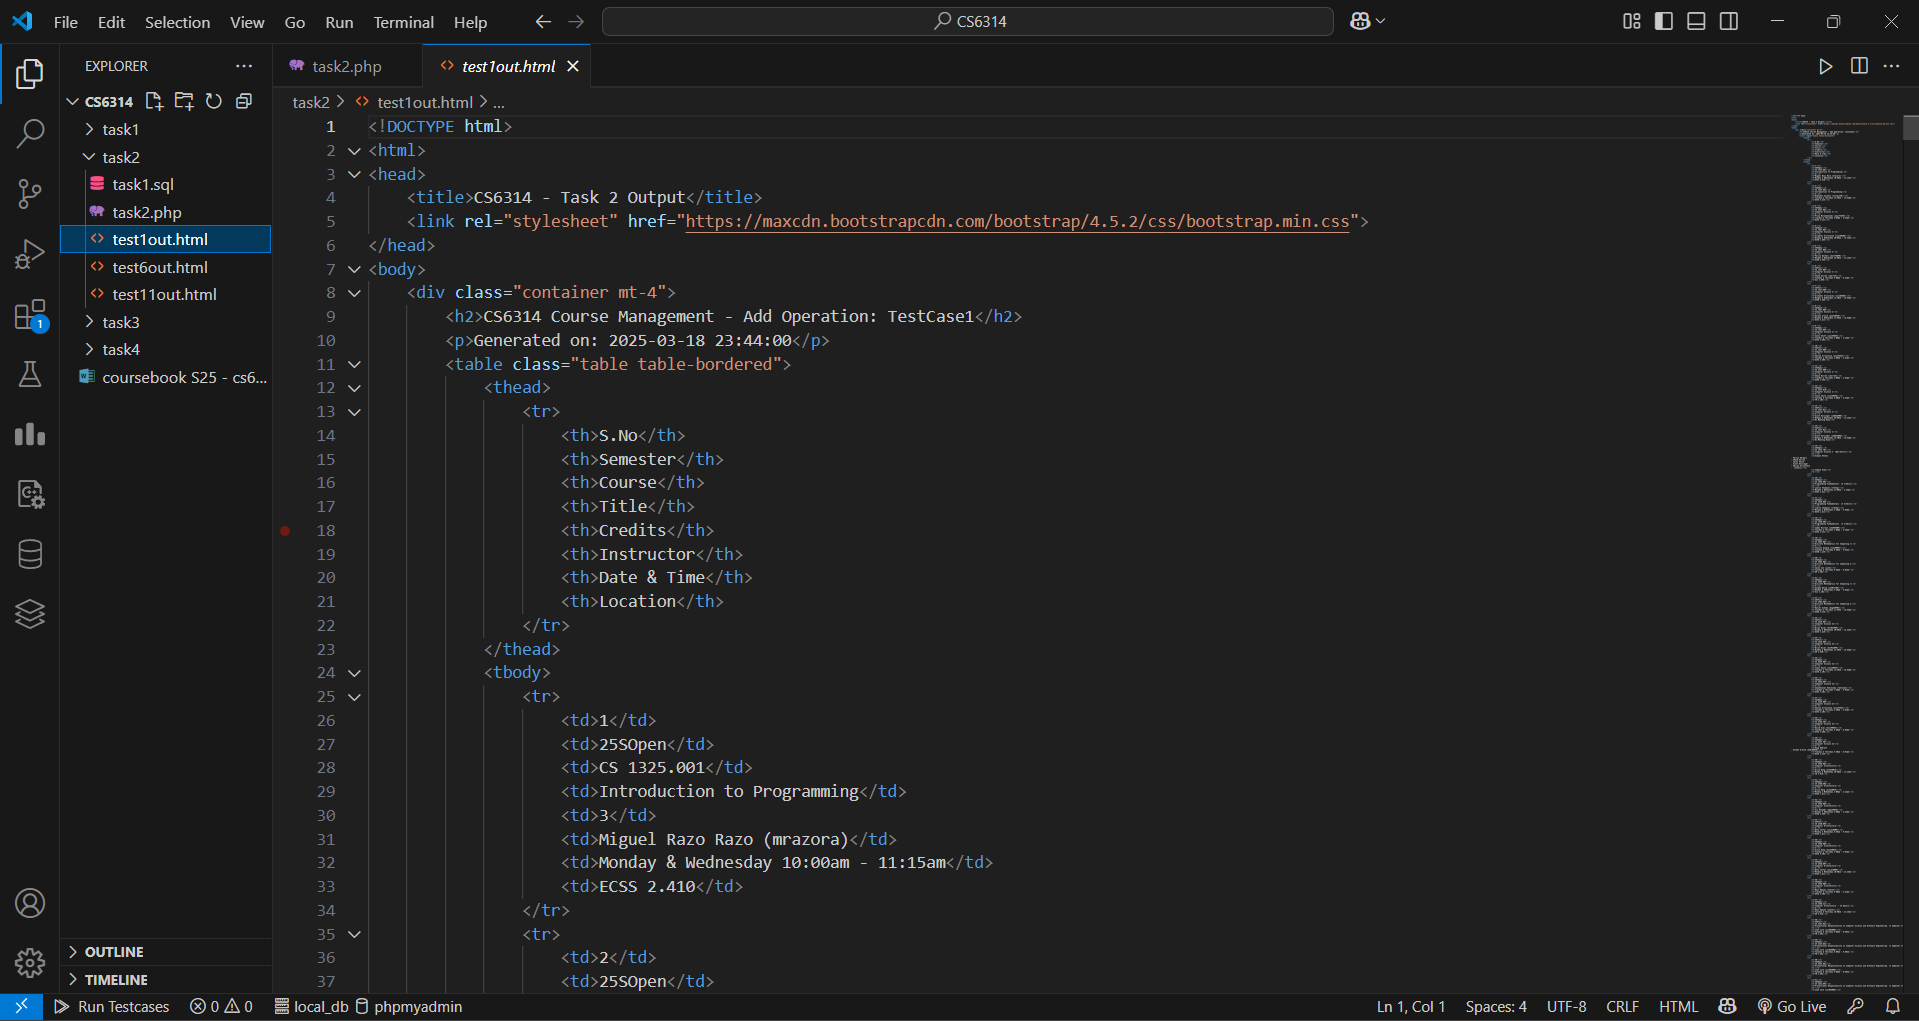 File Edit Selection View Go Run Terminal Help
CS6314
EXPLORER
CS6314
task1
task2
task1.sql
task2.php
test1out.html
test6out.html
test11out.html
task3
task4
coursebook S25 - cs6...
OUTLINE
TIMELINE
1
task2.php
test1out.html
task2 > test1out.html > ...
1 <!DOCTYPE html>
2 <html>
3 <head>
4 <title>CS6314 - Task 2 Output</title>
5 <link rel="stylesheet" href="https://maxcdn.bootstrapcdn.com/bootstrap/4.5.2/css/bootstrap.min.css">
6 </head>
7 <body>
8 <div class="container mt-4">
9 <h2>CS6314 Course Management - Add Operation: TestCase1</h2>
10 <p>Generated on: 2025-03-18 23:44:00</p>
11 <table class="table table-bordered">
12 <thead>
13 <tr>
14 <th>S.No</th>
15 <th>Semester</th>
16 <th>Course</th>
17 <th>Title</th>
18 <th>Credits</th>
19 <th>Instructor</th>
20 <th>Date & Time</th>
21 <th>Location</th>
22 </tr>
23 </thead>
24 <tbody>
25 <tr>
26 <td>1</td>
27 <td>25SOpen</td>
28 <td>CS 1325.001</td>
29 <td>Introduction to Programming</td>
30 <td>3</td>
31 <td>Miguel Razo Razo (mrazora)</td>
32 <td>Monday & Wednesday 10:00am - 11:15am</td>
33 <td>ECSS 2.410</td>
34 </tr>
35 <tr>
36 <td>2</td>
37 <td>25SOpen</td>
Run Testcases 0 0 local_db phpmyadmin Ln 1, Col 1 Spaces: 4 UTF-8 CRLF HTML Go Live